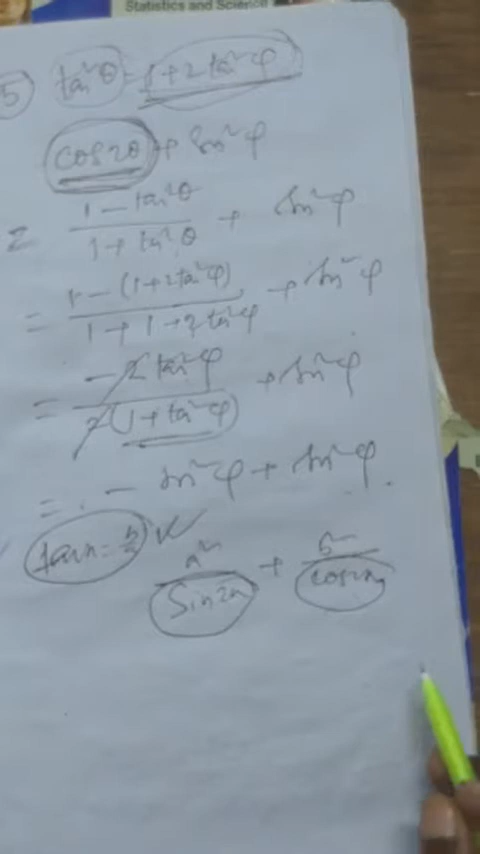 Statistics and Science
5) tan²θ = 1+2tan²φ
cos2θ + sin²φ
= (1 - tan²θ)/(1 + tan²θ) + sin²φ
= (1 - (1+2tan²φ))/(1 + 1 + 2tan²φ) + sin²φ
= (-2tan²φ)/(2(1+tan²φ)) + sin²φ
= - sin²φ + sin²φ.
tanx = b/a
a²/sin2x + b²/cos2x